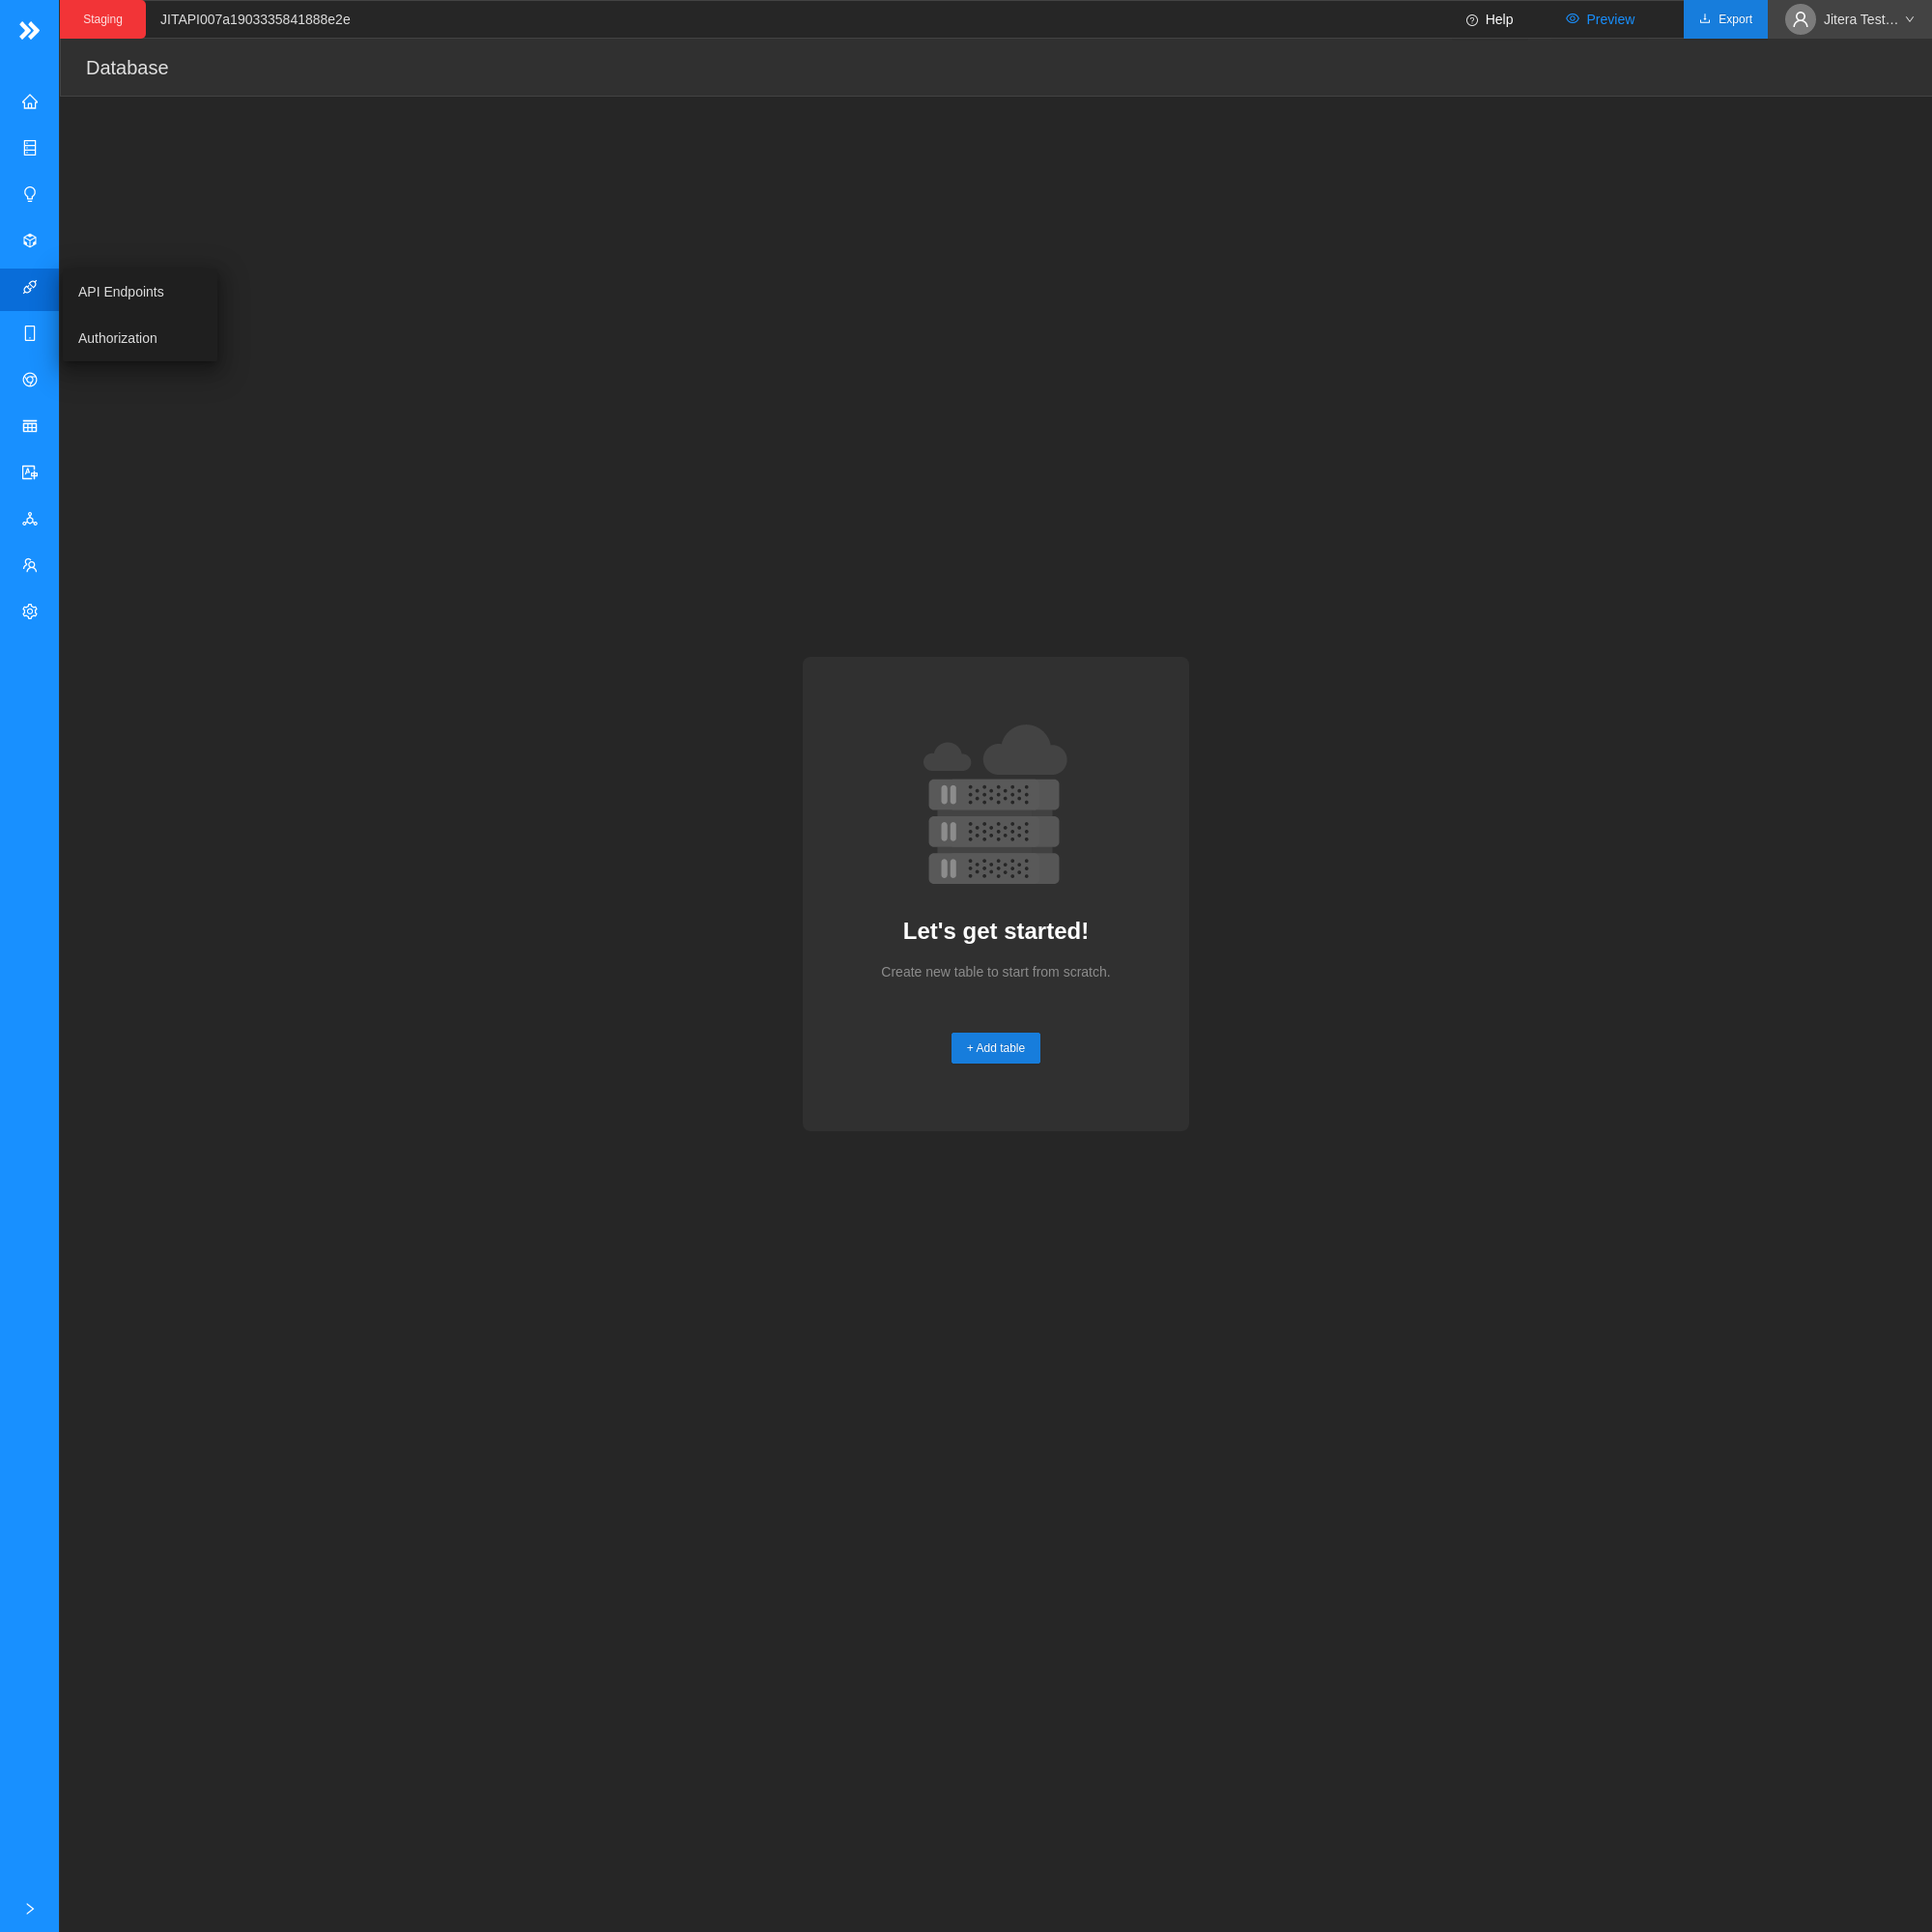 Staging
JITAPI007a1903335841888e2e
Help
Preview
Export
Jitera Test...
Database
API Endpoints
Authorization
Let's get started!
Create new table to start from scratch.
+ Add table